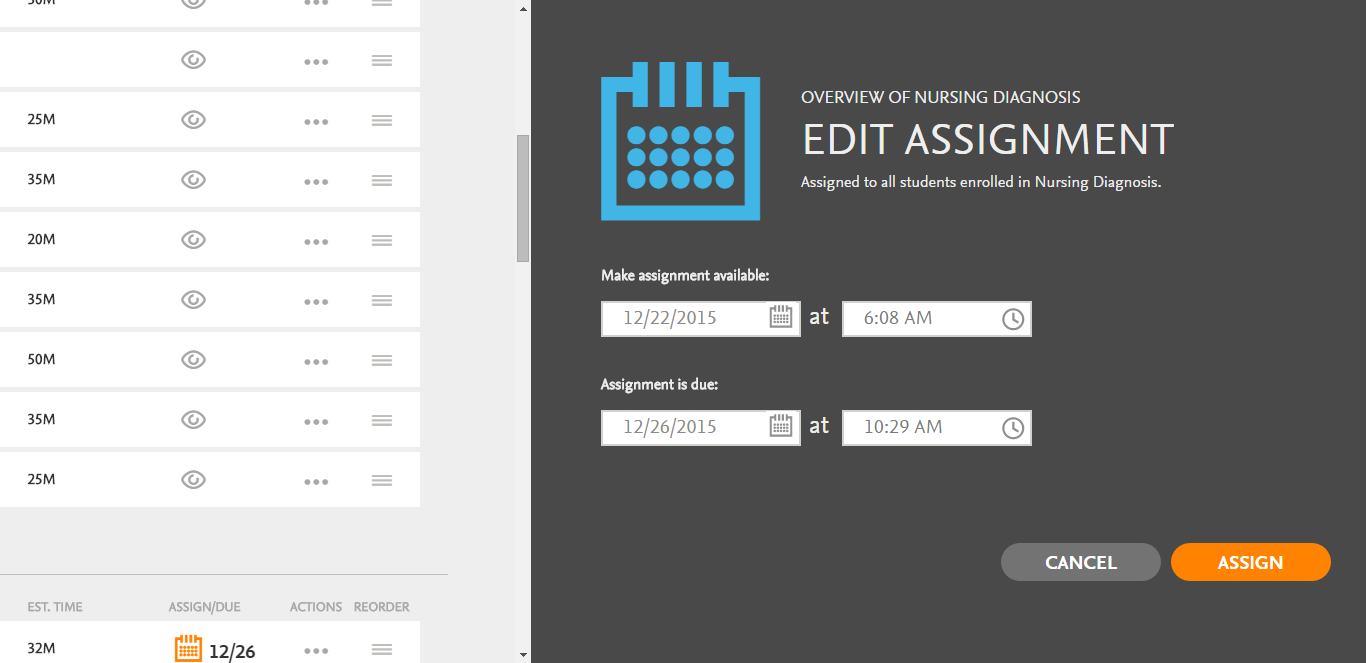 50M
25M
35M
20M
35M
50M
35M
25M
EST. TIME ASSIGN/DUE ACTIONS REORDER
32M 12/26
OVERVIEW OF NURSING DIAGNOSIS
EDIT ASSIGNMENT
Assigned to all students enrolled in Nursing Diagnosis.
Make assignment available:
12/22/2015 at 6:08 AM
Assignment is due:
12/26/2015 at 10:29 AM
CANCEL ASSIGN